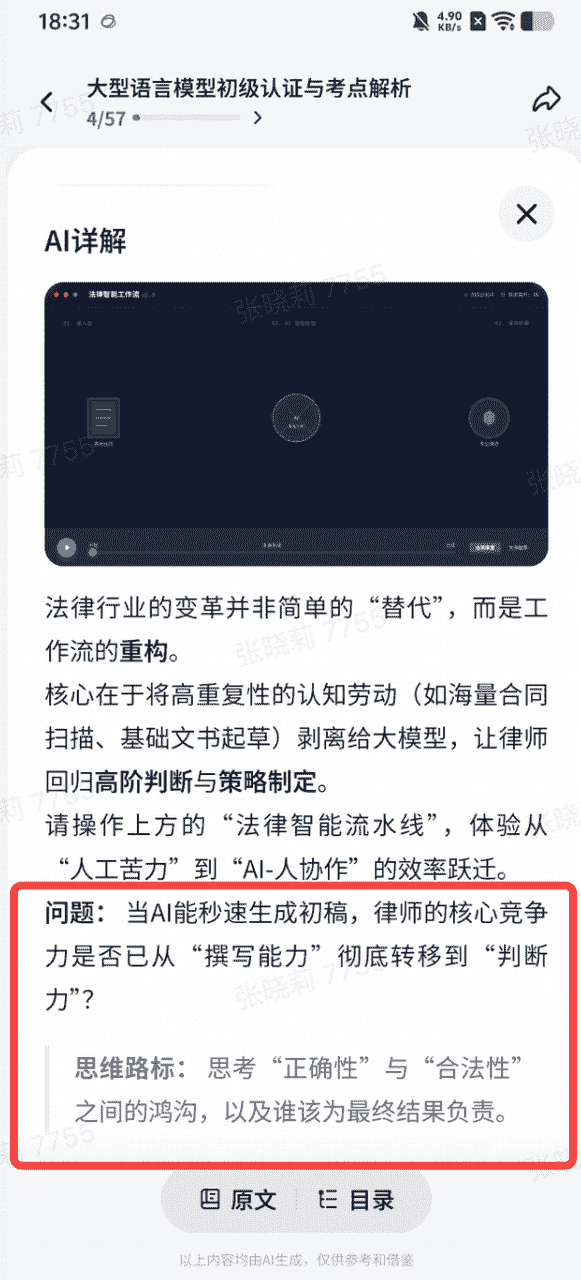 18:31
4.90
KB/s
大型语言模型初级认证与考点解析
4/57
AI详解
法律智能工作流
法律行业的变革并非简单的“替代”，而是工
作流的重构。
核心在于将高重复性的认知劳动（如海量合同
扫描、基础文书起草）剥离给大模型，让律师
回归高阶判断与策略制定。
请操作上方的“法律智能流水线”，体验从
“人工苦力”到“AI-人协作”的效率跃迁。
问题： 当AI能秒速生成初稿，律师的核心竞争
力是否已从“撰写能力”彻底转移到“判断
力”？
思维路标： 思考“正确性”与“合法性”
之间的鸿沟，以及谁该为最终结果负责。
原文
目录
以上内容均由AI生成，仅供参考和借鉴
张晓莉 7755